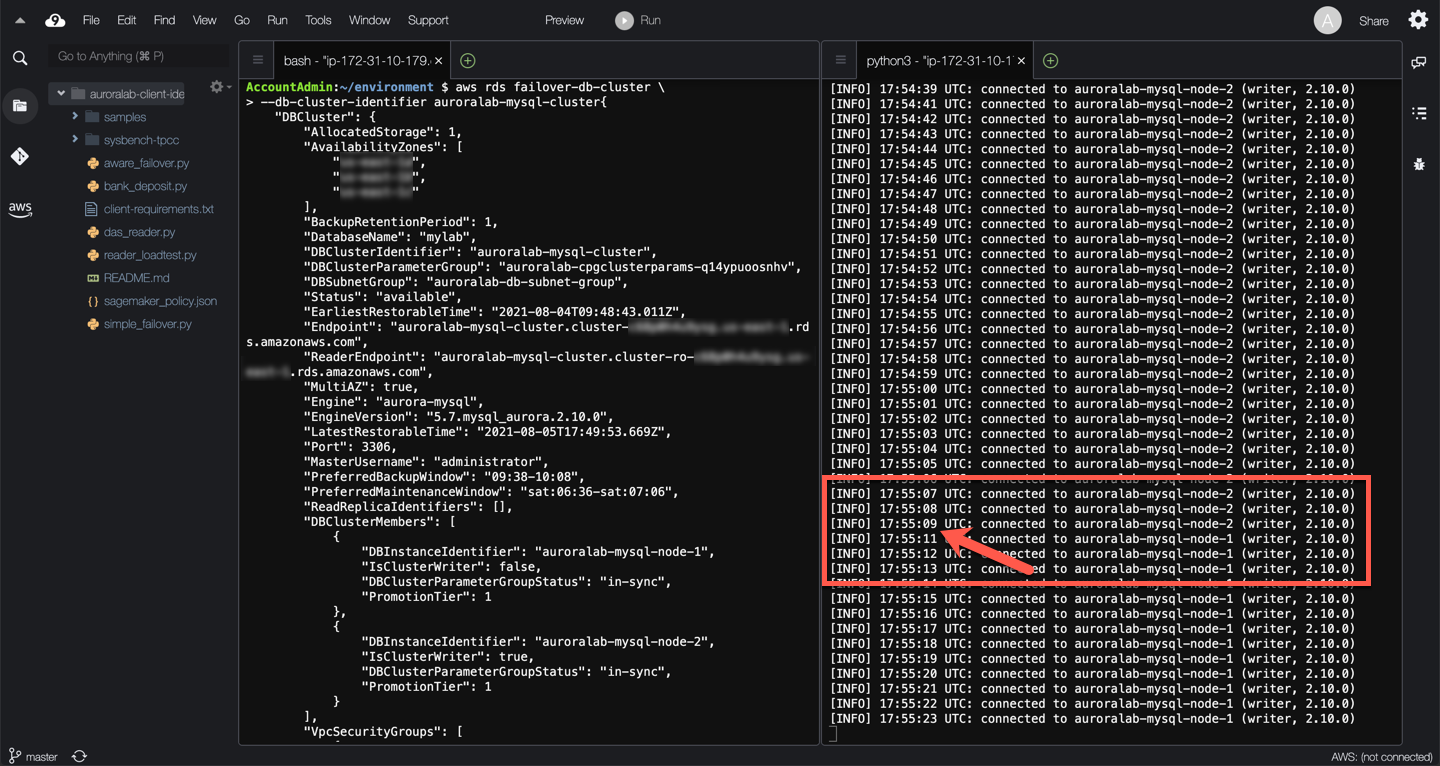 File Edit Find View Go Run Tools Window Support Preview Run A Share
9
Go to Anything (⌘ P)
auroralab-client-ide
samples
sysbench-tpcc
aware_failover.py
bank_deposit.py
client-requirements.txt
das_reader.py
reader_loadtest.py
README.md
sagemaker_policy.json
simple_failover.py
aws
bash - "ip-172-31-10-179.
AccountAdmin:~/environment $ aws rds failover-db-cluster \
> --db-cluster-identifier auroralab-mysql-cluster{
"DBCluster": {
"AllocatedStorage": 1,
"AvailabilityZones": [
"",
"",
""
],
"BackupRetentionPeriod": 1,
"DatabaseName": "mylab",
"DBClusterIdentifier": "auroralab-mysql-cluster",
"DBClusterParameterGroup": "auroralab-cpgclusterparams-q14ypuoosnhv",
"DBSubnetGroup": "auroralab-db-subnet-group",
"Status": "available",
"EarliestRestorableTime": "2021-08-04T09:48:43.011Z",
"Endpoint": "auroralab-mysql-cluster.cluster- .rd
s.amazonaws.com",
"ReaderEndpoint": "auroralab-mysql-cluster.cluster-ro-
.rds.amazonaws.com",
"MultiAZ": true,
"Engine": "aurora-mysql",
"EngineVersion": "5.7.mysql_aurora.2.10.0",
"LatestRestorableTime": "2021-08-05T17:49:53.669Z",
"Port": 3306,
"MasterUsername": "administrator",
"PreferredBackupWindow": "09:38-10:08",
"PreferredMaintenanceWindow": "sat:06:36-sat:07:06",
"ReadReplicaIdentifiers": [],
"DBClusterMembers": [
{
"DBInstanceIdentifier": "auroralab-mysql-node-1",
"IsClusterWriter": false,
"DBClusterParameterGroupStatus": "in-sync",
"PromotionTier": 1
},
{
"DBInstanceIdentifier": "auroralab-mysql-node-2",
"IsClusterWriter": true,
"DBClusterParameterGroupStatus": "in-sync",
"PromotionTier": 1
}
],
"VpcSecurityGroups": [
python3 - "ip-172-31-10-1
[INFO] 17:54:39 UTC: connected to auroralab-mysql-node-2 (writer, 2.10.0)
[INFO] 17:54:41 UTC: connected to auroralab-mysql-node-2 (writer, 2.10.0)
[INFO] 17:54:42 UTC: connected to auroralab-mysql-node-2 (writer, 2.10.0)
[INFO] 17:54:43 UTC: connected to auroralab-mysql-node-2 (writer, 2.10.0)
[INFO] 17:54:44 UTC: connected to auroralab-mysql-node-2 (writer, 2.10.0)
[INFO] 17:54:45 UTC: connected to auroralab-mysql-node-2 (writer, 2.10.0)
[INFO] 17:54:46 UTC: connected to auroralab-mysql-node-2 (writer, 2.10.0)
[INFO] 17:54:47 UTC: connected to auroralab-mysql-node-2 (writer, 2.10.0)
[INFO] 17:54:48 UTC: connected to auroralab-mysql-node-2 (writer, 2.10.0)
[INFO] 17:54:49 UTC: connected to auroralab-mysql-node-2 (writer, 2.10.0)
[INFO] 17:54:50 UTC: connected to auroralab-mysql-node-2 (writer, 2.10.0)
[INFO] 17:54:51 UTC: connected to auroralab-mysql-node-2 (writer, 2.10.0)
[INFO] 17:54:52 UTC: connected to auroralab-mysql-node-2 (writer, 2.10.0)
[INFO] 17:54:53 UTC: connected to auroralab-mysql-node-2 (writer, 2.10.0)
[INFO] 17:54:54 UTC: connected to auroralab-mysql-node-2 (writer, 2.10.0)
[INFO] 17:54:55 UTC: connected to auroralab-mysql-node-2 (writer, 2.10.0)
[INFO] 17:54:56 UTC: connected to auroralab-mysql-node-2 (writer, 2.10.0)
[INFO] 17:54:57 UTC: connected to auroralab-mysql-node-2 (writer, 2.10.0)
[INFO] 17:54:58 UTC: connected to auroralab-mysql-node-2 (writer, 2.10.0)
[INFO] 17:54:59 UTC: connected to auroralab-mysql-node-2 (writer, 2.10.0)
[INFO] 17:55:00 UTC: connected to auroralab-mysql-node-2 (writer, 2.10.0)
[INFO] 17:55:01 UTC: connected to auroralab-mysql-node-2 (writer, 2.10.0)
[INFO] 17:55:02 UTC: connected to auroralab-mysql-node-2 (writer, 2.10.0)
[INFO] 17:55:03 UTC: connected to auroralab-mysql-node-2 (writer, 2.10.0)
[INFO] 17:55:04 UTC: connected to auroralab-mysql-node-2 (writer, 2.10.0)
[INFO] 17:55:05 UTC: connected to auroralab-mysql-node-2 (writer, 2.10.0)
[INFO] 17:55:07 UTC: connected to auroralab-mysql-node-2 (writer, 2.10.0)
[INFO] 17:55:08 UTC: connected to auroralab-mysql-node-2 (writer, 2.10.0)
[INFO] 17:55:09 UTC: connected to auroralab-mysql-node-2 (writer, 2.10.0)
[INFO] 17:55:11 UTC: connected to auroralab-mysql-node-1 (writer, 2.10.0)
[INFO] 17:55:12 UTC: connected to auroralab-mysql-node-1 (writer, 2.10.0)
[INFO] 17:55:13 UTC: connected to auroralab-mysql-node-1 (writer, 2.10.0)
[INFO] 17:55:14 UTC: connected to auroralab-mysql-node-1 (writer, 2.10.0)
[INFO] 17:55:15 UTC: connected to auroralab-mysql-node-1 (writer, 2.10.0)
[INFO] 17:55:16 UTC: connected to auroralab-mysql-node-1 (writer, 2.10.0)
[INFO] 17:55:17 UTC: connected to auroralab-mysql-node-1 (writer, 2.10.0)
[INFO] 17:55:18 UTC: connected to auroralab-mysql-node-1 (writer, 2.10.0)
[INFO] 17:55:19 UTC: connected to auroralab-mysql-node-1 (writer, 2.10.0)
[INFO] 17:55:20 UTC: connected to auroralab-mysql-node-1 (writer, 2.10.0)
[INFO] 17:55:21 UTC: connected to auroralab-mysql-node-1 (writer, 2.10.0)
[INFO] 17:55:22 UTC: connected to auroralab-mysql-node-1 (writer, 2.10.0)
[INFO] 17:55:23 UTC: connected to auroralab-mysql-node-1 (writer, 2.10.0)
master
AWS: (not connected)